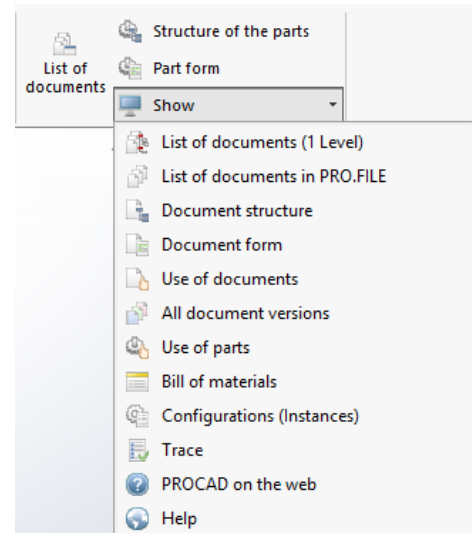 List of
documents
Structure of the parts
Part form
Show
List of documents (1 Level)
List of documents in PRO.FILE
Document structure
Document form
Use of documents
All document versions
Use of parts
Bill of materials
Configurations (Instances)
Trace
PROCAD on the web
Help